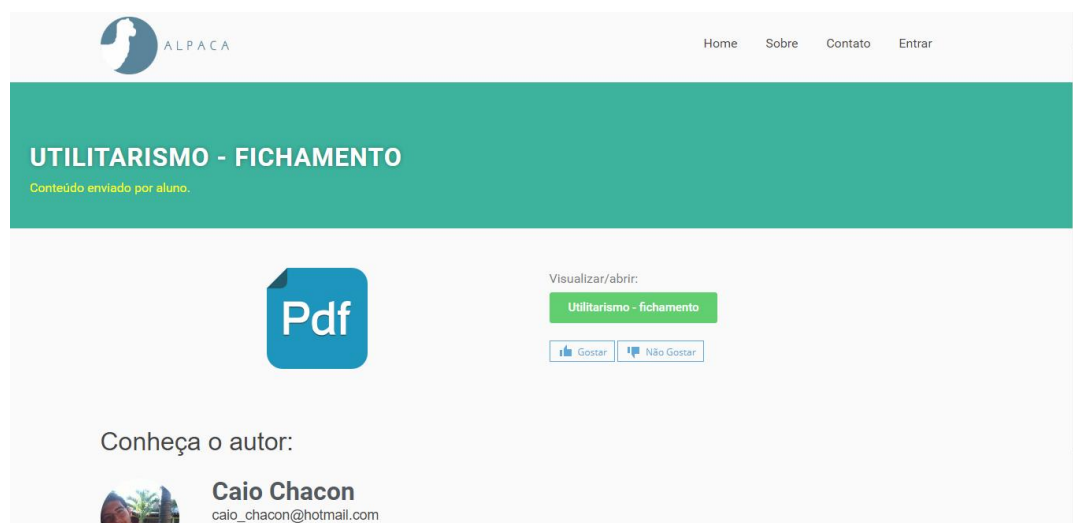 ALPACA
Home Sobre Contato Entrar
UTILITARISMO - FICHAMENTO
Conteúdo enviado por aluno.
Pdf
Visualizar/abrir:
Utilitarismo - fichamento
Gostar Não Gostar
Conheça o autor:
Caio Chacon
caio_chacon@hotmail.com